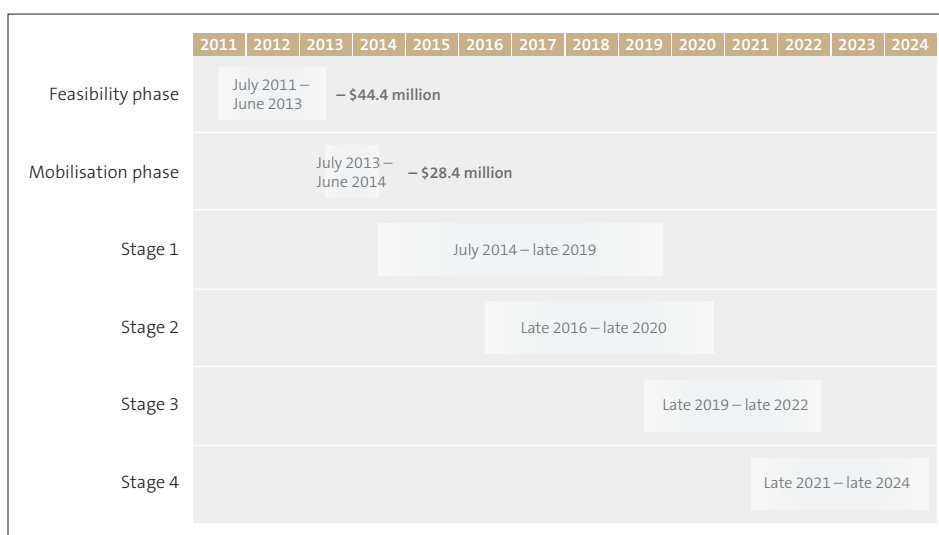 2011 2012 2013 2014 2015 2016 2017 2018 2019 2020 2021 2022 2023 2024
Feasibility phase
July 2011 –
June 2013
– $44.4 million
Mobilisation phase
July 2013 –
June 2014
– $28.4 million
Stage 1
July 2014 – late 2019
Stage 2
Late 2016 – late 2020
Stage 3
Late 2019 – late 2022
Stage 4
Late 2021 – late 2024